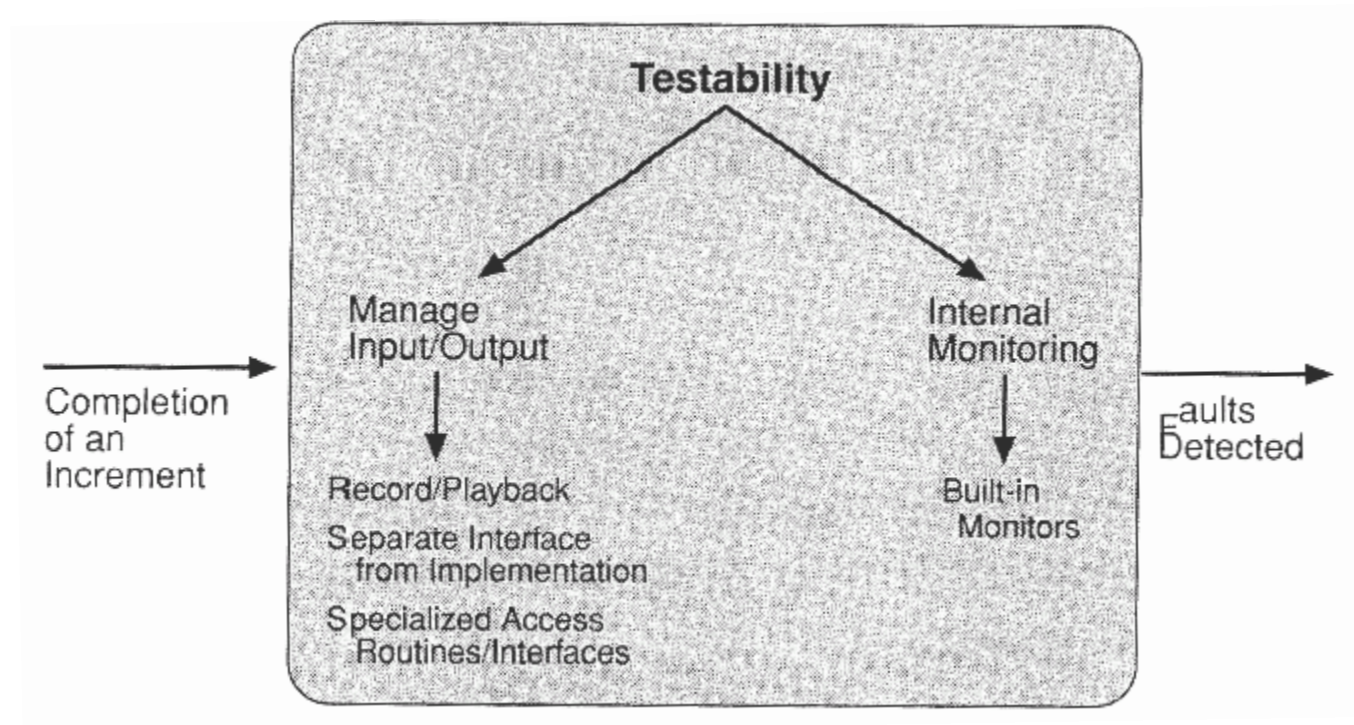 Testability
Manage
Input/Output
Internal
Monitoring
Completion
of an
Increment
Faults
Detected
Record/Playback
Separate Interface
from Implementation
Specialized Access
Routines/Interfaces
Built-in
Monitors